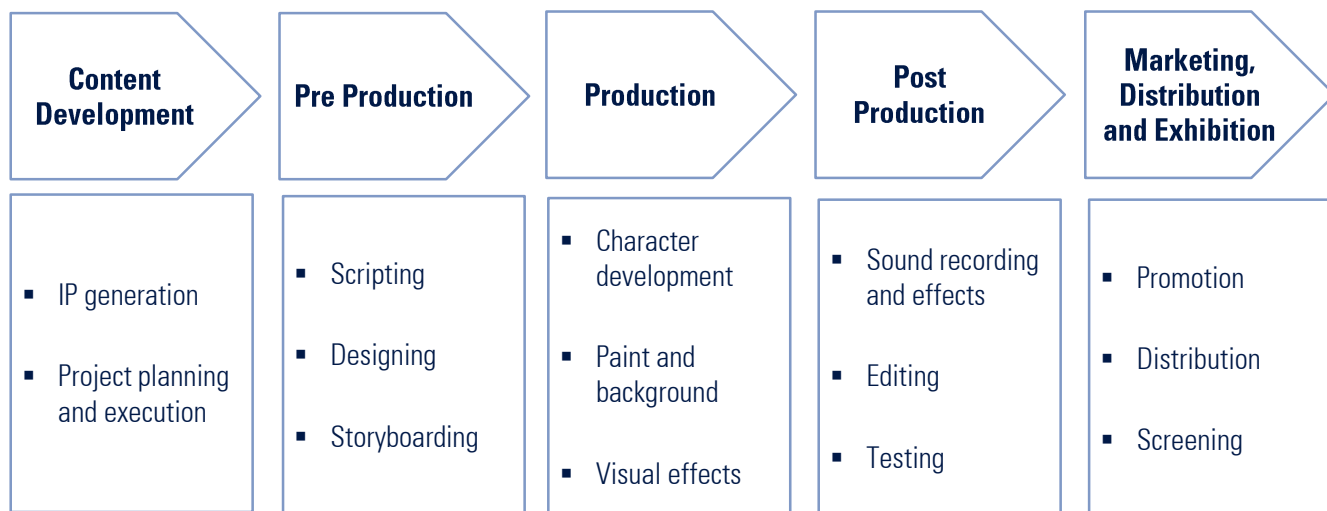 Content
Development
Pre Production
Production
Post
Production
Marketing,
Distribution
and Exhibition
▪ IP generation
▪ Project planning
and execution
▪ Scripting
▪ Designing
▪ Storyboarding
▪ Character
development
▪ Paint and
background
▪ Visual effects
▪ Sound recording
and effects
▪ Editing
▪ Testing
▪ Promotion
▪ Distribution
▪ Screening